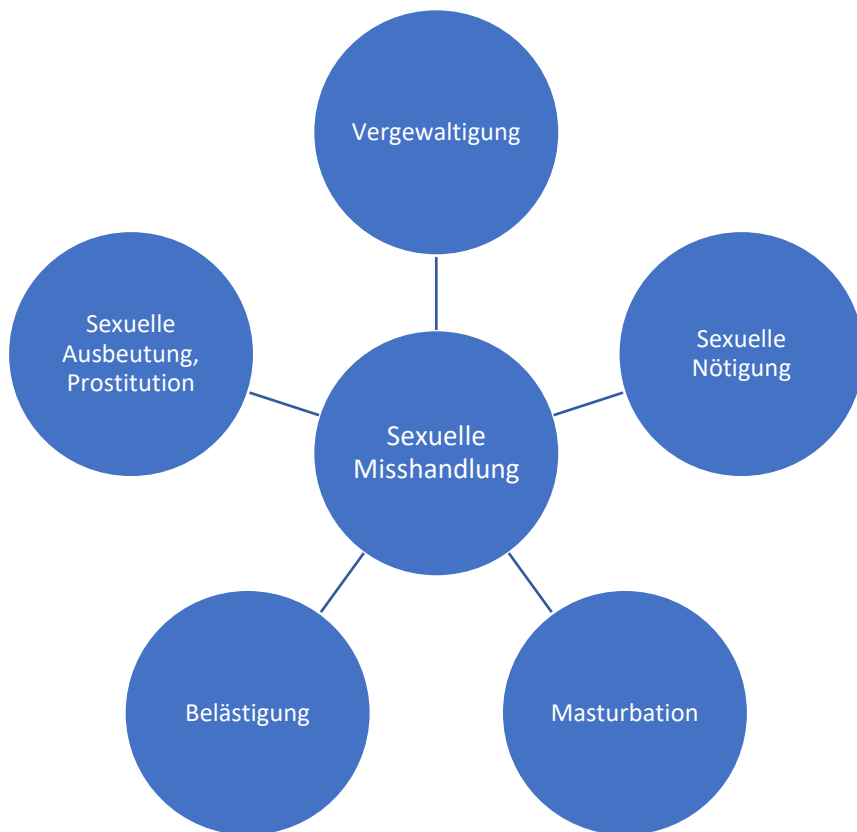 Vergewaltigung
Sexuelle
Ausbeutung,
Prostitution
Sexuelle
Nötigung
Sexuelle
Misshandlung
Belästigung
Masturbation